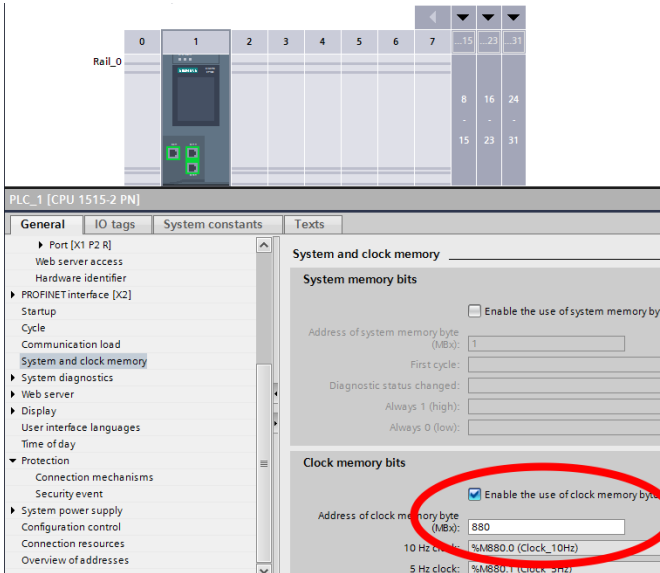 0 1 2 3 4 5 6 7 ...15 ...23 ...31
Rail_0
SIEMENS
8 16 24
- - -
15 23 31
PLC_1 [CPU 1515-2 PN]
General IO tags System constants Texts
Port [X1 P2 R]
Web server access
Hardware identifier
PROFINET interface [X2]
Startup
Cycle
Communication load
System and clock memory
System diagnostics
Web server
Display
User interface languages
Time of day
Protection
Connection mechanisms
Security event
System power supply
Configuration control
Connection resources
Overview of addresses
System and clock memory
System memory bits
Enable the use of system memory by
Address of system memory byte
(MBx): 1
First cycle:
Diagnostic status changed:
Always 1 (high):
Always 0 (low):
Clock memory bits
Enable the use of clock memory byte
Address of clock memory byte
(MBx): 880
10 Hz clock: %M880.0 (Clock_10Hz)
5 Hz clock: %M880.1 (Clock_5Hz)